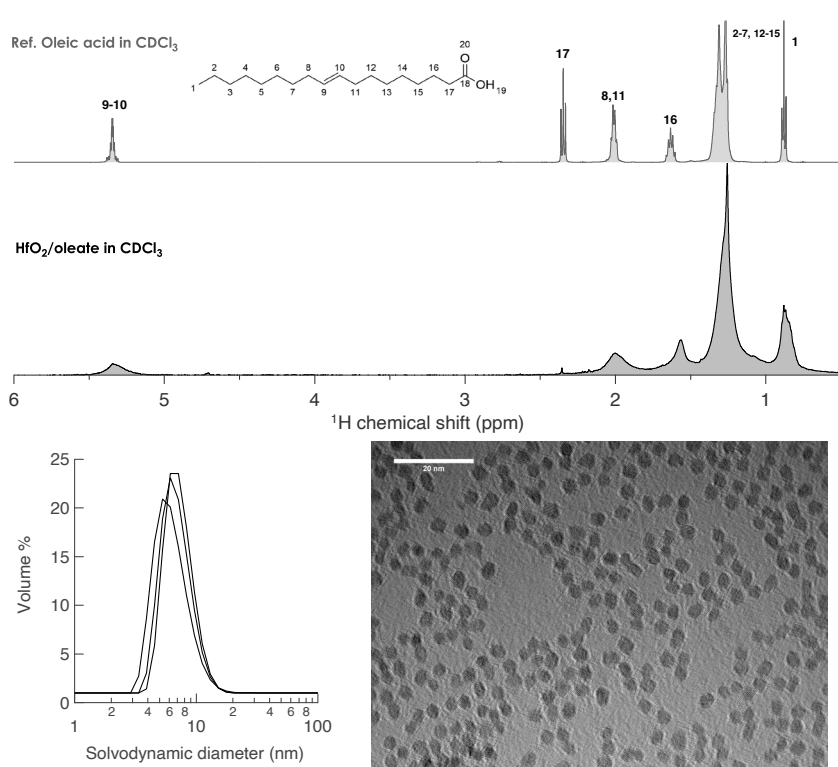 Ref. Oleic acid in CDCl3
20
O
2 4 6 8 10 12 14 16 18 OH 19
1 3 5 7 9 11 13 15 17
9-10
17
8,11
16
2-7, 12-15
1
HfO2/oleate in CDCl3
6 5 4 3 2 1
1H chemical shift (ppm)
25
20
15
10
5
0
Volume %
2 4 6 8 2 4 6 8
1 10 100
Solvodynamic diameter (nm)
20 nm